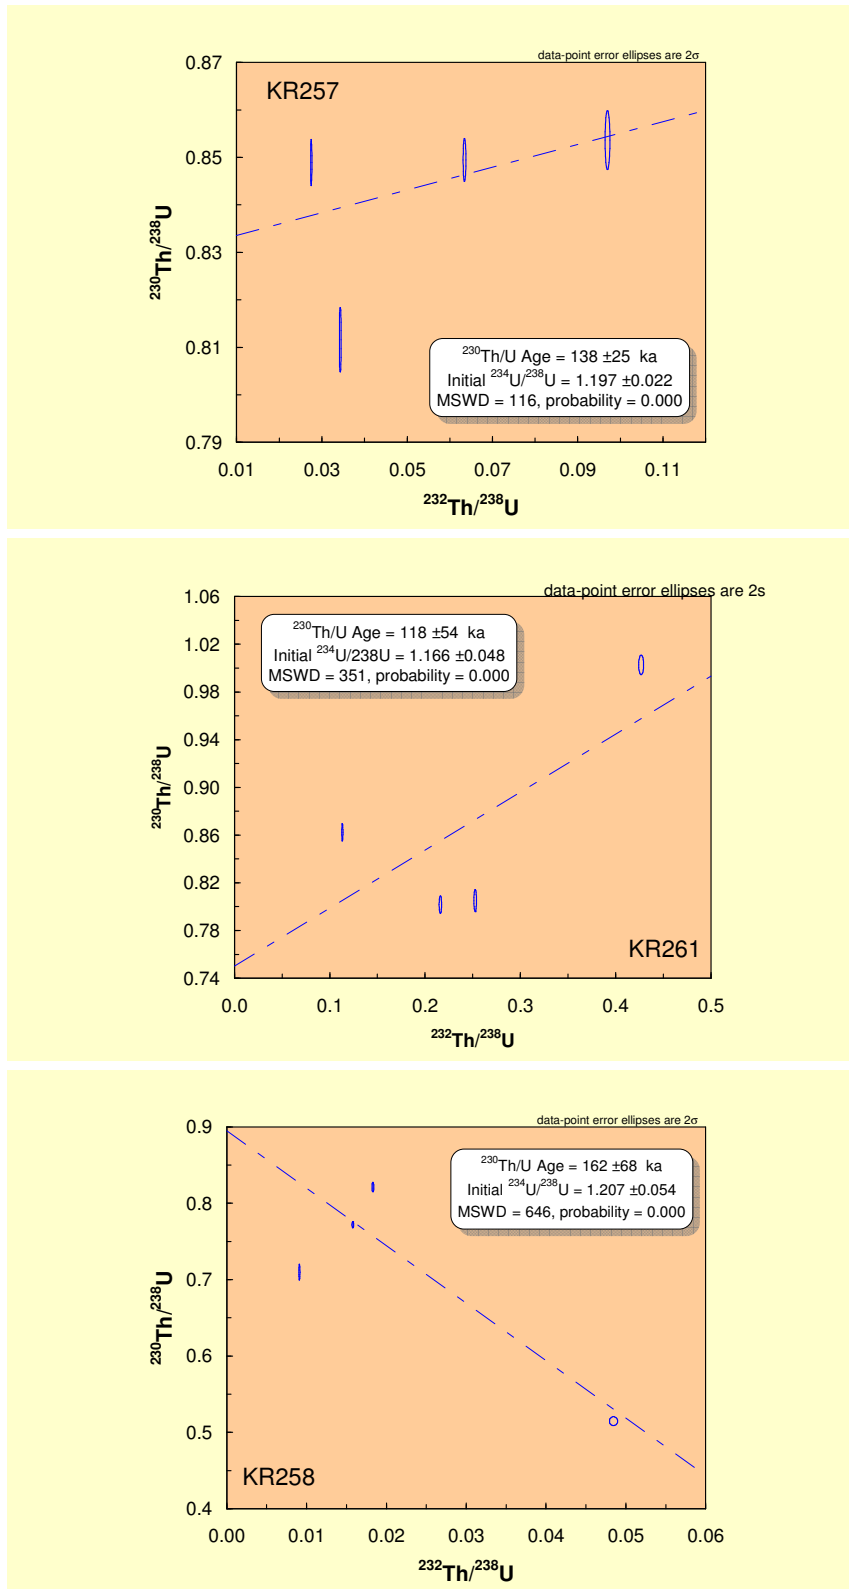 data-point error ellipses are 2σ
KR257
0.87
0.85
0.83
0.81
0.79
²³⁰Th/²³⁸U
²³⁰Th/U Age = 138 ±25 ka
Initial ²³⁴U/²³⁸U = 1.197 ±0.022
MSWD = 116, probability = 0.000
0.01 0.03 0.05 0.07 0.09 0.11
²³²Th/²³⁸U
data-point error ellipses are 2s
1.06
1.02
0.98
0.94
0.90
0.86
0.82
0.78
0.74
²³⁰Th/²³⁸U
²³⁰Th/U Age = 118 ±54 ka
Initial ²³⁴U/238U = 1.166 ±0.048
MSWD = 351, probability = 0.000
KR261
0.0 0.1 0.2 0.3 0.4 0.5
²³²Th/²³⁸U
data-point error ellipses are 2σ
0.9
0.8
0.7
0.6
0.5
0.4
²³⁰Th/²³⁸U
²³⁰Th/U Age = 162 ±68 ka
Initial ²³⁴U/²³⁸U = 1.207 ±0.054
MSWD = 646, probability = 0.000
KR258
0.00 0.01 0.02 0.03 0.04 0.05 0.06
²³²Th/²³⁸U